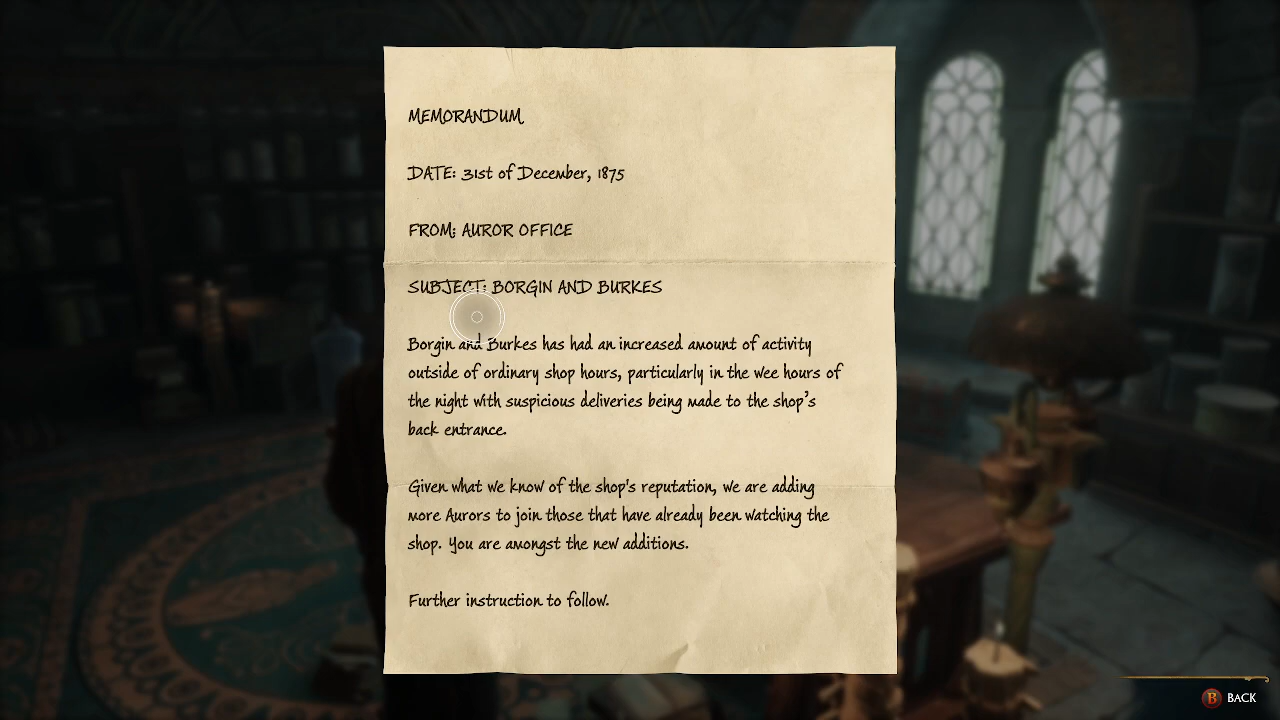 MEMORANDUM
DATE: 31st of December, 1875
FROM: AUROR OFFICE
SUBJECT: BORGIN AND BURKES
Borgin and Burkes has had an increased amount of activity
outside of ordinary shop hours, particularly in the wee hours of
the night with suspicious deliveries being made to the shop's
back entrance.
Given what we know of the shop's reputation, we are adding
more Aurors to join those that have already been watching the
shop. You are amongst the new additions.
Further instruction to follow.
B BACK